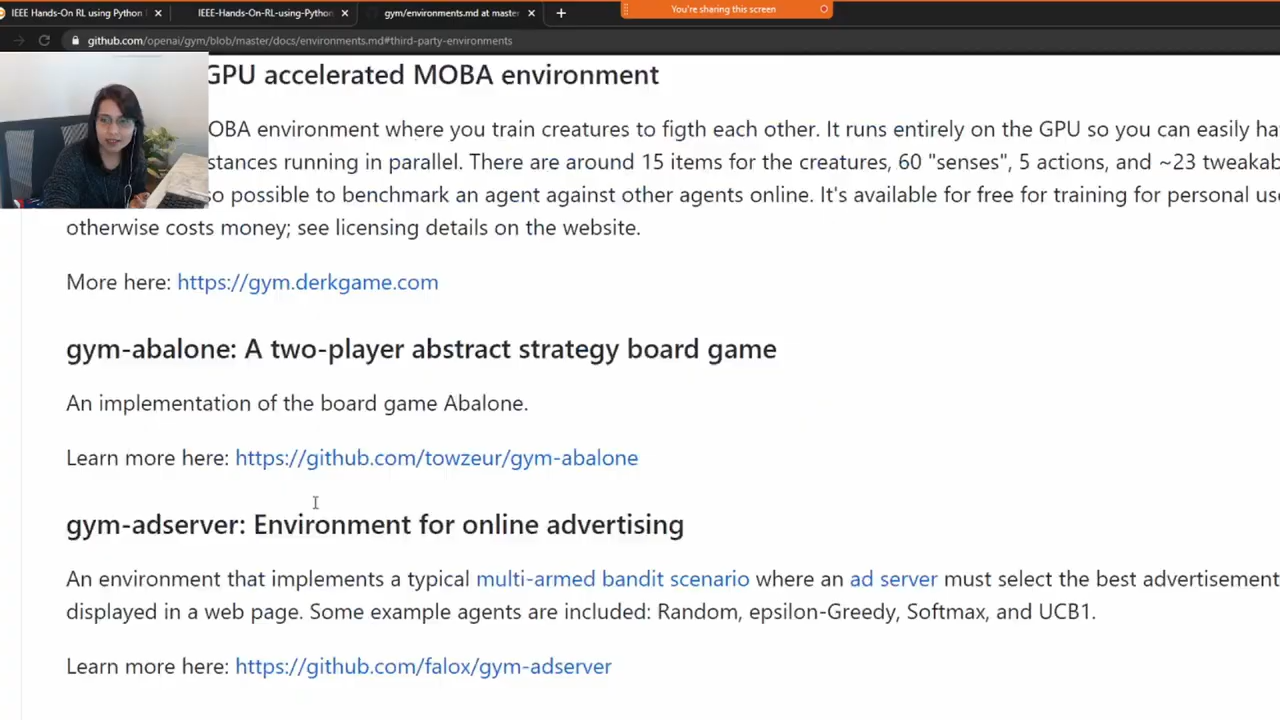 IEEE Hands-On RL using Python
IEEE-Hands-On-RL-using-Python
gym/environments.md at master
You're sharing this screen
github.com/openai/gym/blob/master/docs/environments.md#third-party-environments
GPU accelerated MOBA environment
OBA environment where you train creatures to figth each other. It runs entirely on the GPU so you can easily ha
stances running in parallel. There are around 15 items for the creatures, 60 "senses", 5 actions, and ~23 tweakab
so possible to benchmark an agent against other agents online. It's available for free for training for personal use
otherwise costs money; see licensing details on the website.
More here: https://gym.derkgame.com
gym-abalone: A two-player abstract strategy board game
An implementation of the board game Abalone.
Learn more here: https://github.com/towzeur/gym-abalone
gym-adserver: Environment for online advertising
An environment that implements a typical multi-armed bandit scenario where an ad server must select the best advertisement
displayed in a web page. Some example agents are included: Random, epsilon-Greedy, Softmax, and UCB1.
Learn more here: https://github.com/falox/gym-adserver